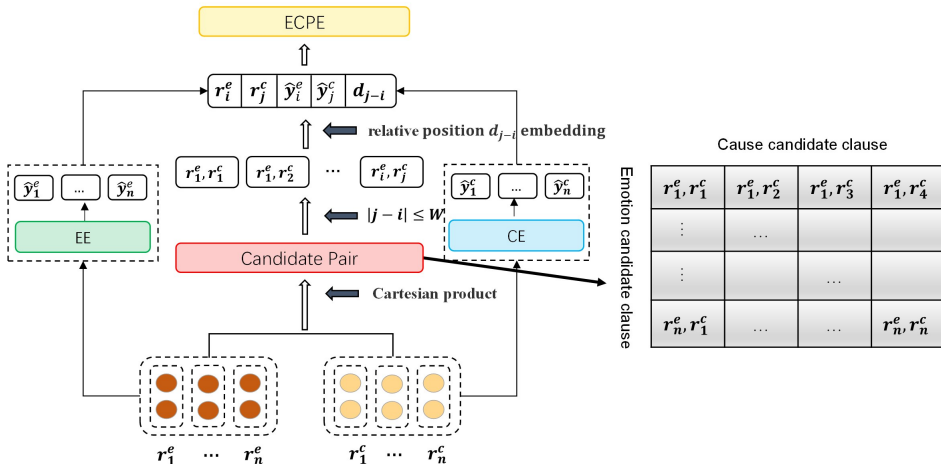 ECPE
r_i^e r_j^c ŷ_i^e ŷ_j^c d_{j-i}
relative position d_{j-i} embedding
r_1^e, r_1^c r_1^e, r_2^c ... r_i^e, r_j^c
ŷ_1^e ... ŷ_n^e
ŷ_1^c ... ŷ_n^c
|j − i| ≤ W
EE
CE
Candidate Pair
Cartesian product
r_1^e ... r_n^e
r_1^c ... r_n^c
Cause candidate clause
Emotion candidate clause
r_1^e, r_1^c r_1^e, r_2^c r_1^e, r_3^c r_1^e, r_4^c
⋮ ...
⋮ ...
r_n^e, r_1^c ... ... r_n^e, r_n^c